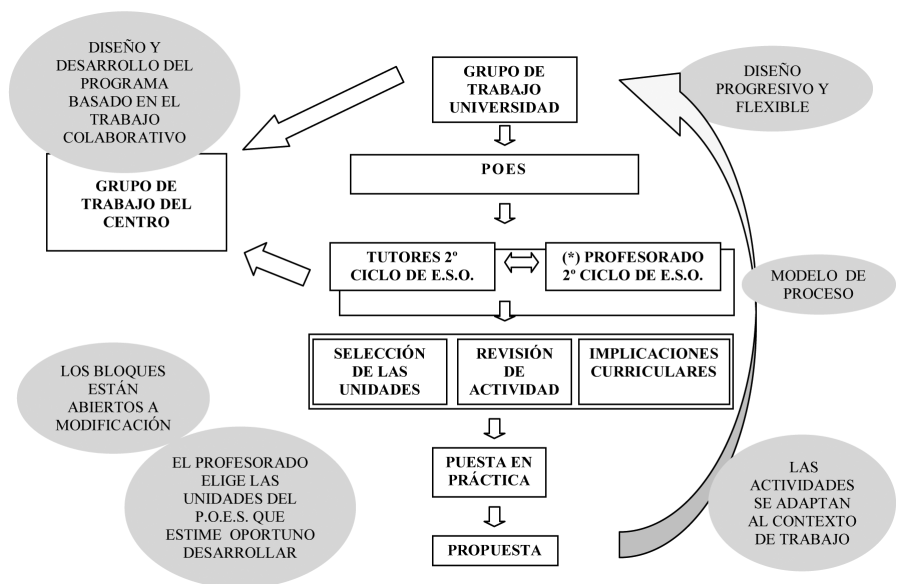 DISEÑO Y
DESARROLLO DEL
PROGRAMA
BASADO EN EL
TRABAJO
COLABORATIVO
GRUPO DE
TRABAJO DEL
CENTRO
GRUPO DE
TRABAJO
UNIVERSIDAD
DISEÑO
PROGRESIVO Y
FLEXIBLE
POES
TUTORES 2º
CICLO DE E.S.O.
(*) PROFESORADO
2º CICLO DE E.S.O.
MODELO DE
PROCESO
SELECCIÓN
DE LAS
UNIDADES
REVISIÓN
DE
ACTIVIDAD
IMPLICACIONES
CURRICULARES
LOS BLOQUES
ESTÁN
ABIERTOS A
MODIFICACIÓN
EL PROFESORADO
ELIGE LAS
UNIDADES DEL
P.O.E.S. QUE
ESTIME OPORTUNO
DESARROLLAR
PUESTA EN
PRÁCTICA
PROPUESTA
LAS
ACTIVIDADES
SE ADAPTAN
AL CONTEXTO
DE TRABAJO